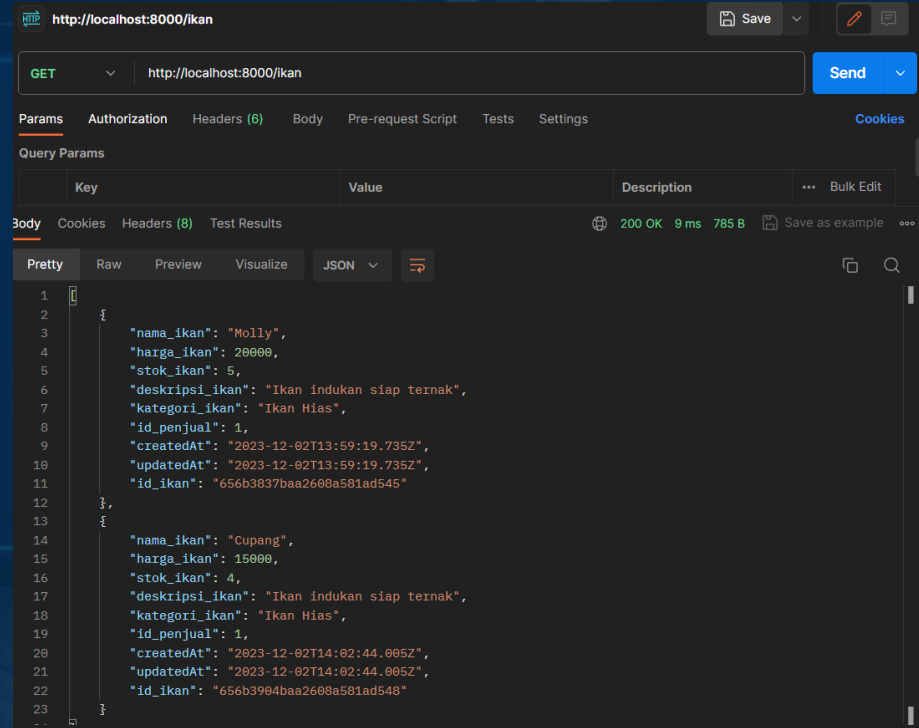 HTTP http://localhost:8000/ikan Save
GET http://localhost:8000/ikan Send
Params Authorization Headers (6) Body Pre-request Script Tests Settings Cookies
Query Params
Key Value Description ••• Bulk Edit
Body Cookies Headers (8) Test Results 200 OK 9 ms 785 B Save as example
Pretty Raw Preview Visualize JSON
1 [
2 {
3 "nama_ikan": "Molly",
4 "harga_ikan": 20000,
5 "stok_ikan": 5,
6 "deskripsi_ikan": "Ikan indukan siap ternak",
7 "kategori_ikan": "Ikan Hias",
8 "id_penjual": 1,
9 "createdAt": "2023-12-02T13:59:19.735Z",
10 "updatedAt": "2023-12-02T13:59:19.735Z",
11 "id_ikan": "656b3837baa2608a581ad545"
12 },
13 {
14 "nama_ikan": "Cupang",
15 "harga_ikan": 15000,
16 "stok_ikan": 4,
17 "deskripsi_ikan": "Ikan indukan siap ternak",
18 "kategori_ikan": "Ikan Hias",
19 "id_penjual": 1,
20 "createdAt": "2023-12-02T14:02:44.005Z",
21 "updatedAt": "2023-12-02T14:02:44.005Z",
22 "id_ikan": "656b3904baa2608a581ad548"
23 }